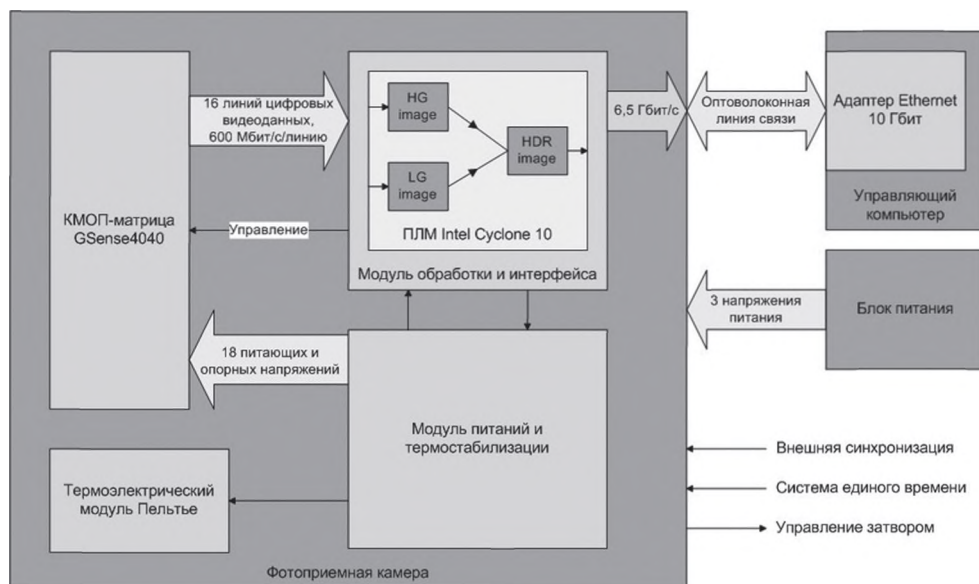 16 линий цифровых
видеоданных,
600 Мбит/с/линию
КМОП-матрица
GSense4040
Управление
HG
image
LG
image
HDR
image
ПЛМ Intel Cyclone 10
Модуль обработки и интерфейса
6,5 Гбит/с
Оптоволоконная
линия связи
Адаптер Ethernet
10 Гбит
Управляющий
компьютер
3 напряжения
питания
Блок питания
18 питающих и
опорных напряжений
Модуль питаний и
термостабилизации
Термоэлектрический
модуль Пельтье
Внешняя синхронизация
Система единого времени
Управление затвором
Фотоприемная камера